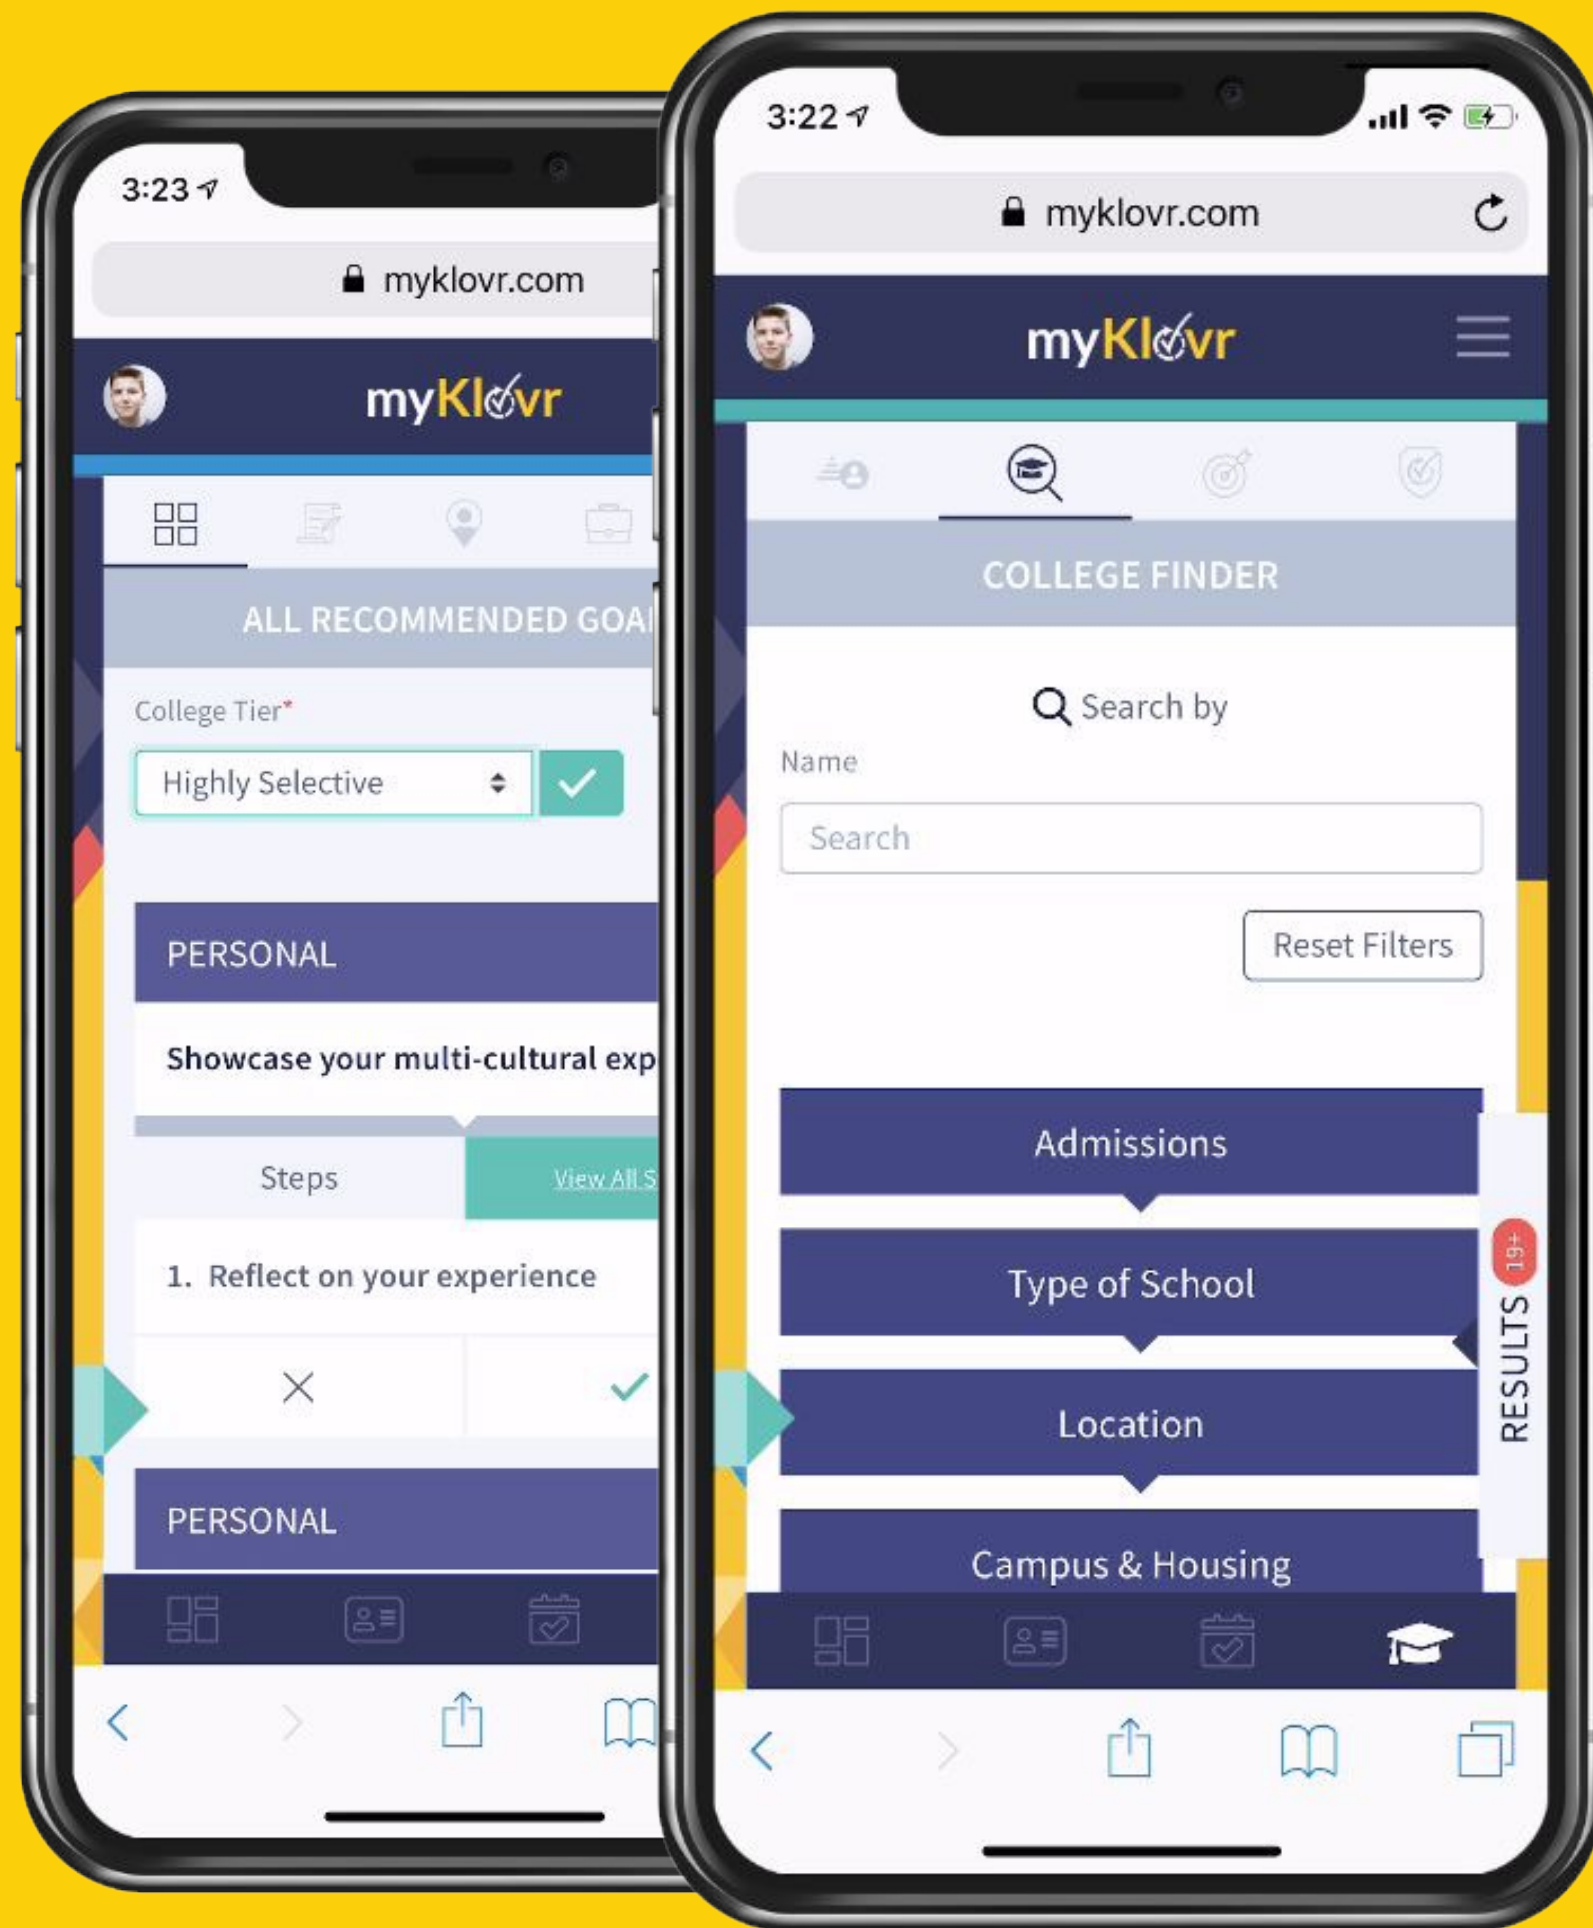 3:23
myklovr.com
myKlovr
ALL RECOMMENDED GOA
College Tier*
Highly Selective
PERSONAL
Showcase your multi-cultural exp
Steps
View All S
1. Reflect on your experience
PERSONAL
3:22
myklovr.com
myKlovr
COLLEGE FINDER
Search by
Name
Search
Reset Filters
Admissions
Type of School
Location
Campus & Housing
RESULTS 19+